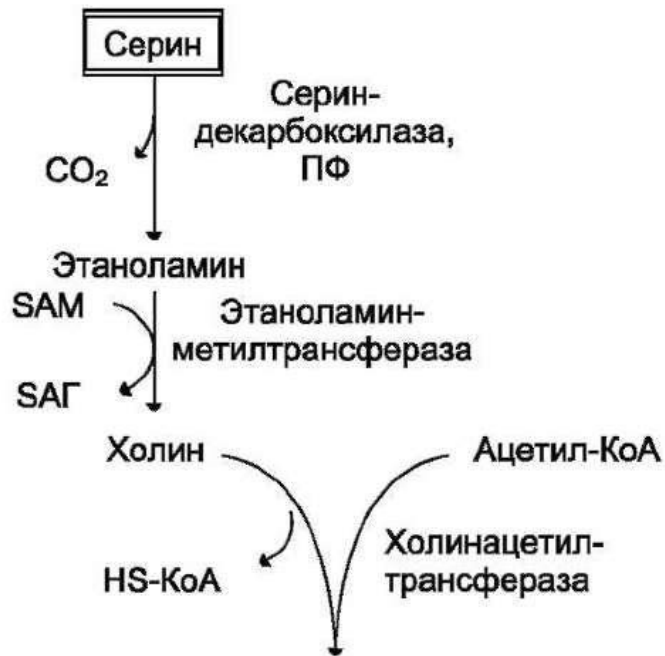 Серин
Серин-
декарбоксилаза,
ПФ
CO₂
Этаноламин
SAM
Этаноламин-
метилтрансфераза
SAГ
Холин
Ацетил-КоА
HS-КоА
Холинацетил-
трансфераза